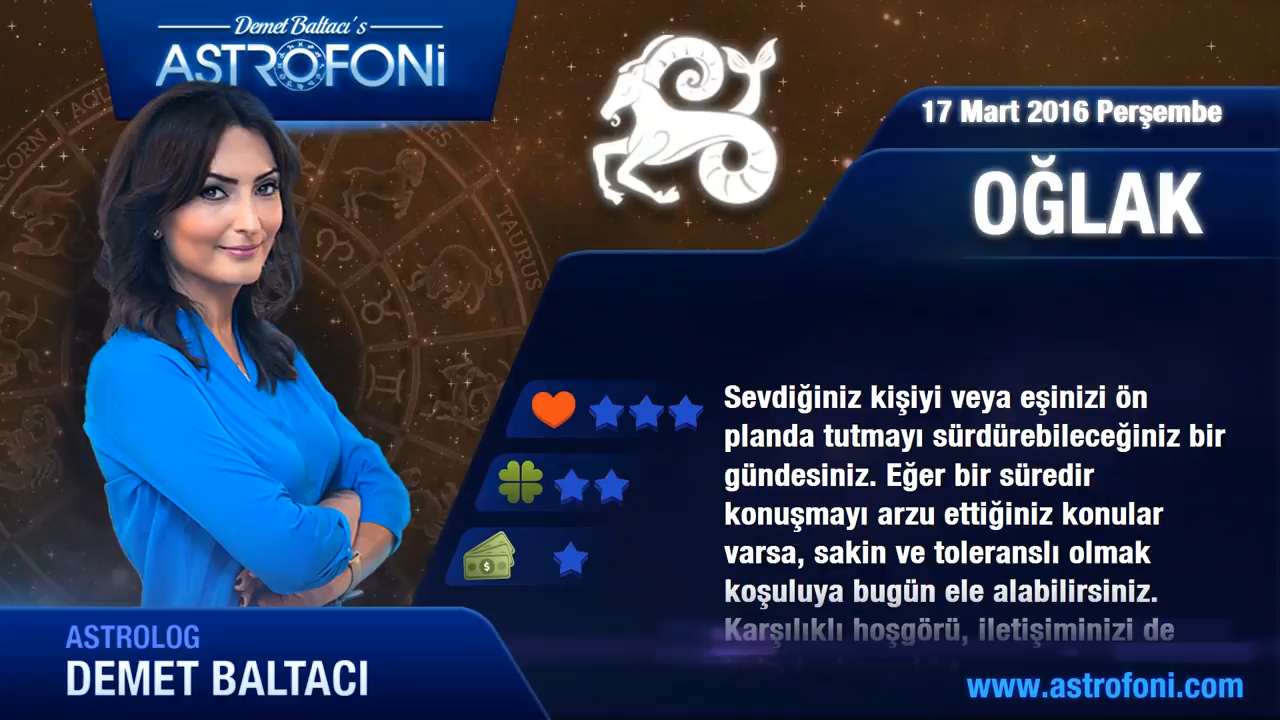 Demet Baltacı's
ASTROFONi
17 Mart 2016 Perşembe
OĞLAK
TAURUS
Sevdiğiniz kişiyi veya eşinizi ön
planda tutmayı sürdürebileceğiniz bir
gündesiniz. Eğer bir süredir
konuşmayı arzu ettiğiniz konular
varsa, sakin ve toleranslı olmak
koşuluya bugün ele alabilirsiniz.
Karşılıklı hoşgörü, iletişiminizi de
ASTROLOG
DEMET BALTACI
www.astrofoni.com